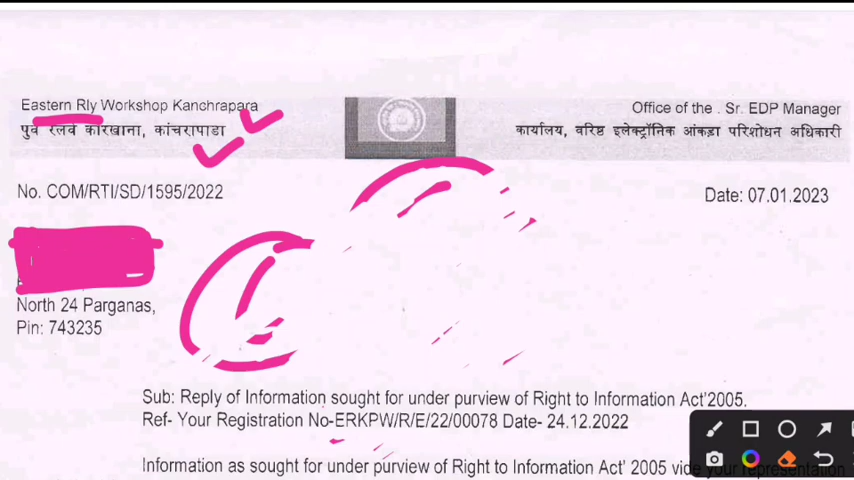 Eastern Rly Workshop Kanchrapara
पुर्व रेलवे कारखाना, कांचरापाडा
Office of the . Sr. EDP Manager
कार्यालय, वरिष्ठ इलेक्ट्रॉनिक आंकड़ा परिशोधन अधिकारी
No. COM/RTI/SD/1595/2022
Date: 07.01.2023
North 24 Parganas,
Pin: 743235
Sub: Reply of Information sought for under purview of Right to Information Act'2005.
Ref- Your Registration No-ERKPW/R/E/22/00078 Date- 24.12.2022
Information as sought for under purview of Right to Information Act' 2005 vide your representation